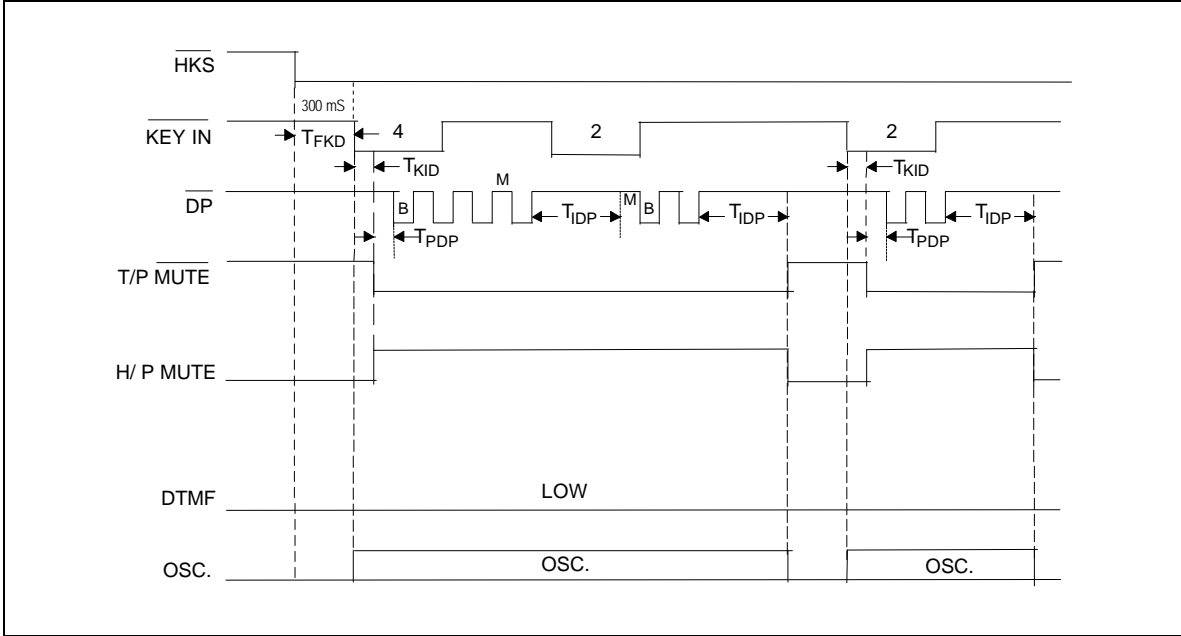 HKS
300 mS
KEY IN
TFKD
4
2
2
TKID
TKID
M
DP
B
TIDP
M
B
TIDP
TIDP
TPDP
TPDP
T/P MUTE
H/ P MUTE
DTMF
LOW
OSC.
OSC.
OSC.